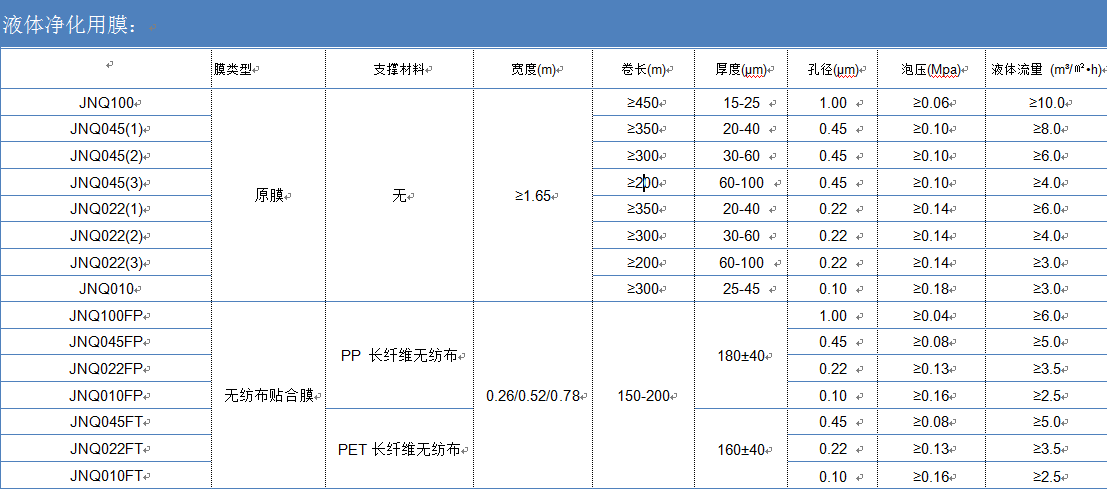 液体净化用膜：
膜类型 支撑材料 宽度(m) 卷长(m) 厚度(μm) 孔径(μm) 泡压(Mpa) 液体流量 (m³/㎡•h)
JNQ100 ≥450 15-25 1.00 ≥0.06 ≥10.0
JNQ045(1) ≥350 20-40 0.45 ≥0.10 ≥8.0
JNQ045(2) ≥300 30-60 0.45 ≥0.10 ≥6.0
JNQ045(3) ≥200 60-100 0.45 ≥0.10 ≥4.0
原膜 无 ≥1.65
JNQ022(1) ≥350 20-40 0.22 ≥0.14 ≥6.0
JNQ022(2) ≥300 30-60 0.22 ≥0.14 ≥4.0
JNQ022(3) ≥200 60-100 0.22 ≥0.14 ≥3.0
JNQ010 ≥300 25-45 0.10 ≥0.18 ≥3.0
JNQ100FP 1.00 ≥0.04 ≥6.0
JNQ045FP 0.45 ≥0.08 ≥5.0
PP 长纤维无纺布 180±40
JNQ022FP 0.22 ≥0.13 ≥3.5
JNQ010FP 无纺布贴合膜 0.26/0.52/0.78 150-200 0.10 ≥0.16 ≥2.5
JNQ045FT 0.45 ≥0.08 ≥5.0
JNQ022FT PET 长纤维无纺布 160±40 0.22 ≥0.13 ≥3.5
JNQ010FT 0.10 ≥0.16 ≥2.5